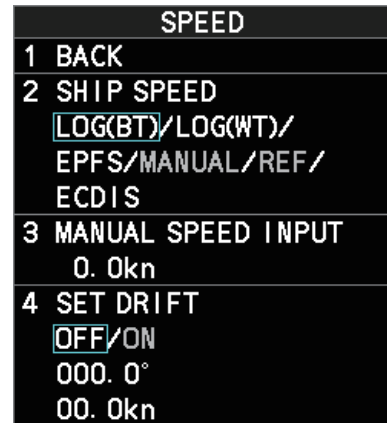 SPEED
1 BACK
2 SHIP SPEED
LOG(BT)/LOG(WT)/
EPFS/MANUAL/REF/
ECDIS
3 MANUAL SPEED INPUT
0.0kn
4 SET DRIFT
OFF/ON
000.0°
00.0kn